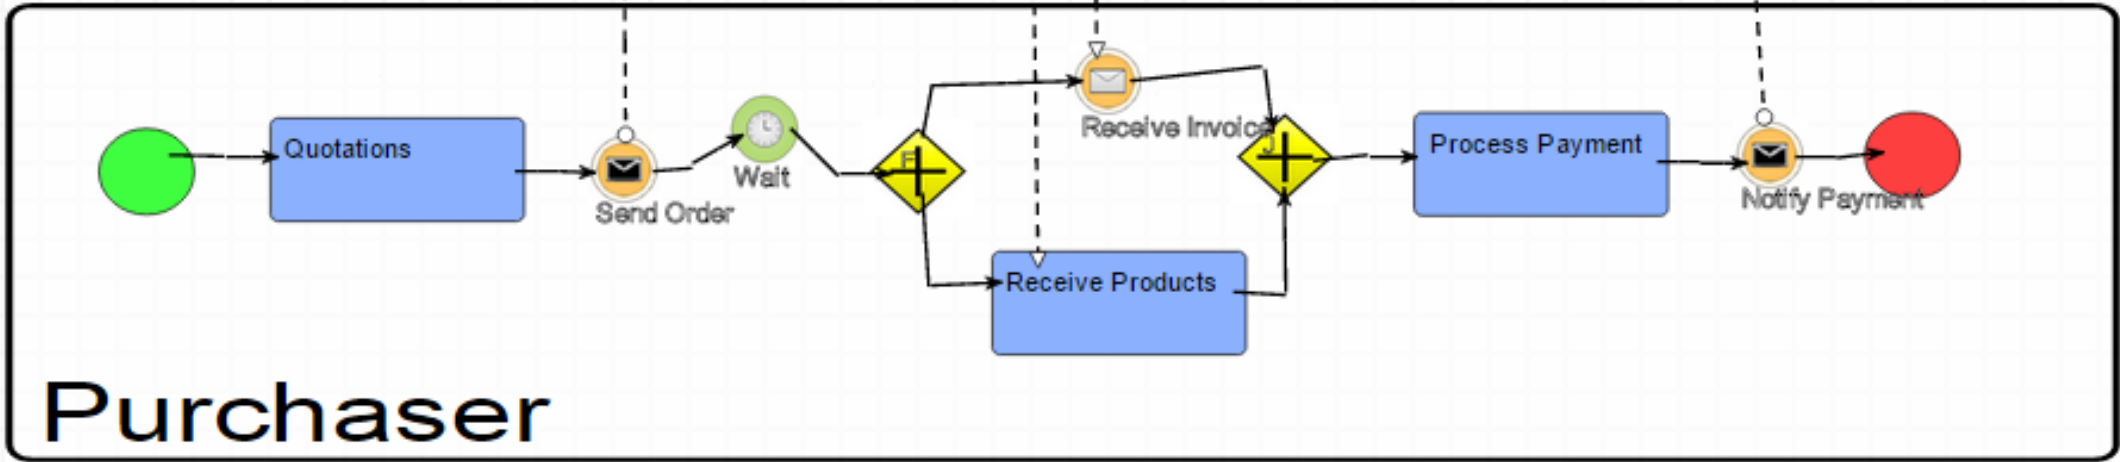 Quotations
Send Order
Wait
F
Receive Invoice
J
Receive Products
Process Payment
Notify Payment
Purchaser